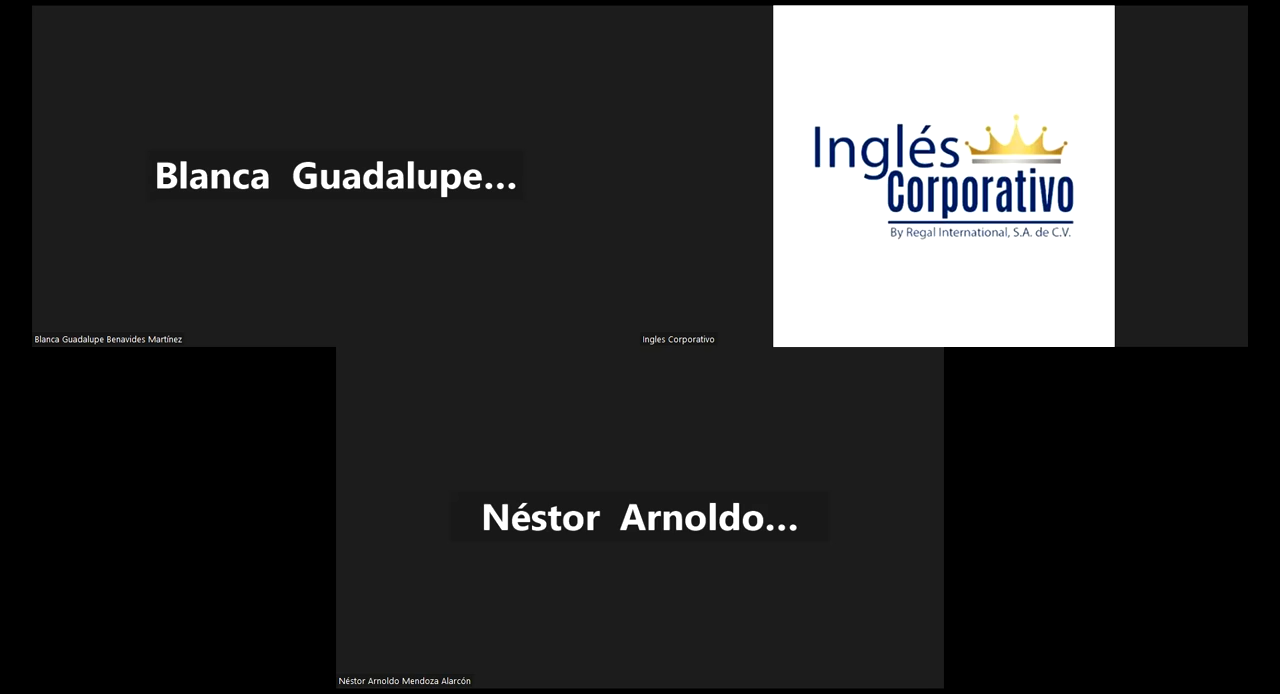 Blanca Guadalupe...
Blanca Guadalupe Benavides Martínez
Inglés
Corporativo
By Regal International, S.A. de C.V.
Ingles Corporativo
Néstor Arnoldo...
Néstor Arnoldo Mendoza Alarcón